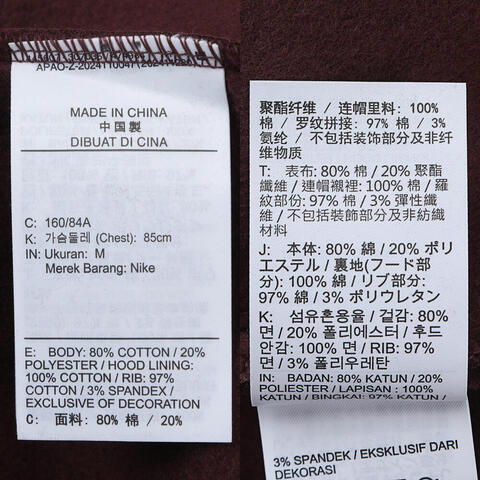 APAO-Z-2024110047
MADE IN CHINA
中國製
DIBUAT DI CINA
C: 160/84A
K: 가슴둘레 (Chest): 85cm
IN: Ukuran: M
Merek Barang: Nike
E: BODY: 80% COTTON / 20%
POLYESTER / HOOD LINING:
100% COTTON / RIB: 97%
COTTON / 3% SPANDEX /
EXCLUSIVE OF DECORATION
C: 面料: 80% 棉 / 20%
聚酯纤维 / 连帽里料: 100%
棉 / 罗纹拼接: 97% 棉 / 3%
氨纶 / 不包括装饰部分及非纤
维物质
T: 表布: 80% 棉 / 20% 聚酯
纖維 / 連帽襯裡: 100% 棉 / 羅
紋部份: 97% 棉 / 3% 彈性纖
維 / 不包括裝飾部分及非紡織
材料
J: 本体: 80% 綿 / 20% ポリ
エステル / 裏地(フード部
分): 100% 綿 / リブ部分:
97% 綿 / 3% ポリウレタン
K: 섬유혼용율 / 겉감: 80%
면 / 20% 폴리에스터 / 후드
안감: 100% 면 / RIB: 97%
면 / 3% 폴리우레탄
IN: BADAN: 80% KATUN / 20%
POLIESTER / LAPISAN : 100%
KATUN / BINGKAI: 97% KATUN /
3% SPANDEK / EKSKLUSIF DARI
DEKORASI